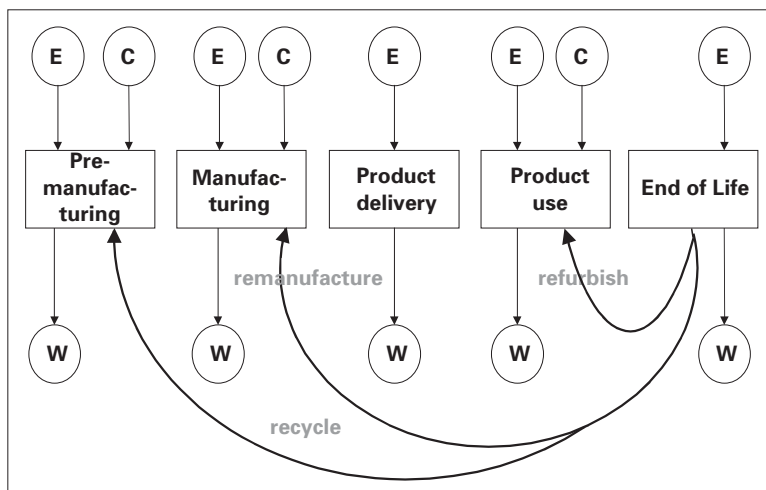 E C E C E E C E
Pre-
manufac-
turing
Manufac-
turing
Product
delivery
Product
use
End of Life
remanufacture
refurbish
W W W W W
recycle